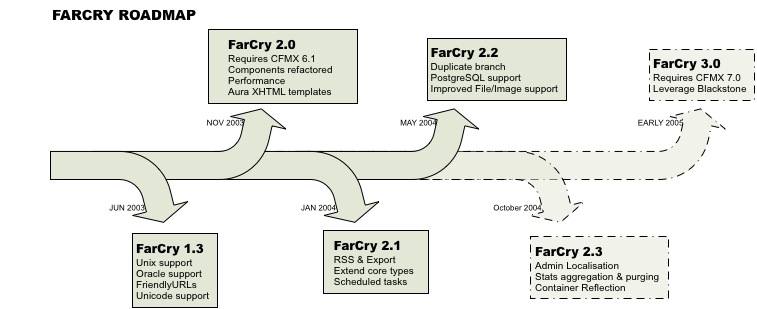 FARCRY ROADMAP
FarCry 2.0
Requires CFMX 6.1
Components refactored
Performance
Aura XHTML templates
FarCry 2.2
Duplicate branch
PostgreSQL support
Improved File/Image support
FarCry 3.0
Requires CFMX 7.0
Leverage Blackstone
NOV 2003
MAY 2004
EARLY 2005
JUN 2003
JAN 2004
October 2004
FarCry 1.3
Unix support
Oracle support
FriendlyURLs
Unicode support
FarCry 2.1
RSS & Export
Extend core types
Scheduled tasks
FarCry 2.3
Admin Localisation
Stats aggregation & purging
Container Reflection